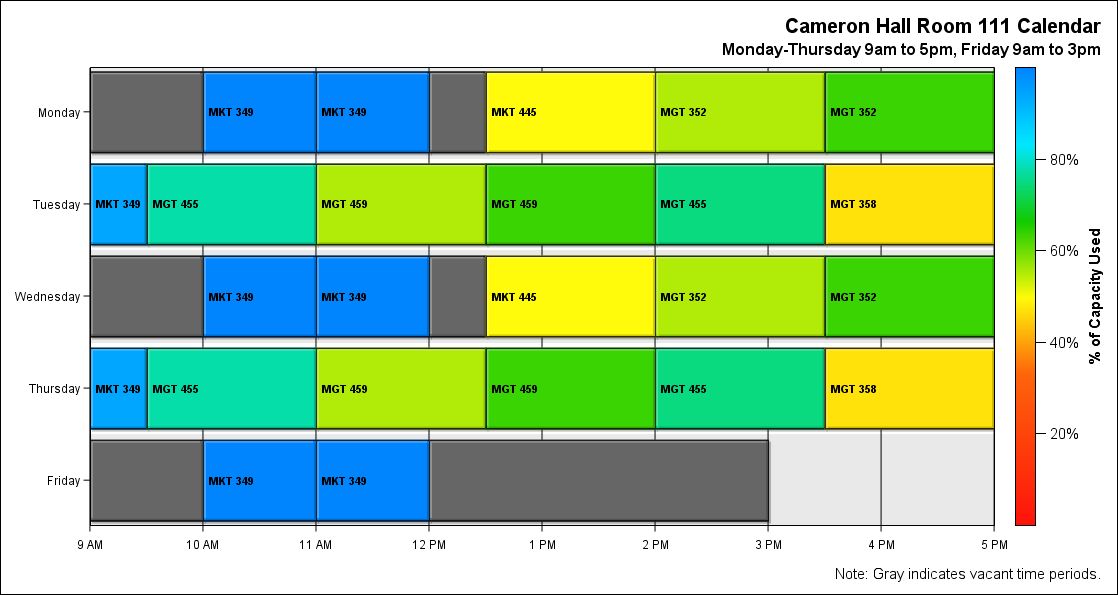 Cameron Hall Room 111 Calendar
Monday-Thursday 9am to 5pm, Friday 9am to 3pm
Monday
MKT 349
MKT 349
MKT 445
MGT 352
MGT 352
Tuesday
MKT 349
MGT 455
MGT 459
MGT 459
MGT 455
MGT 358
Wednesday
MKT 349
MKT 349
MKT 445
MGT 352
MGT 352
Thursday
MKT 349
MGT 455
MGT 459
MGT 459
MGT 455
MGT 358
Friday
MKT 349
MKT 349
9 AM
10 AM
11 AM
12 PM
1 PM
2 PM
3 PM
4 PM
5 PM
80%
60%
40%
20%
% of Capacity Used
Note: Gray indicates vacant time periods.